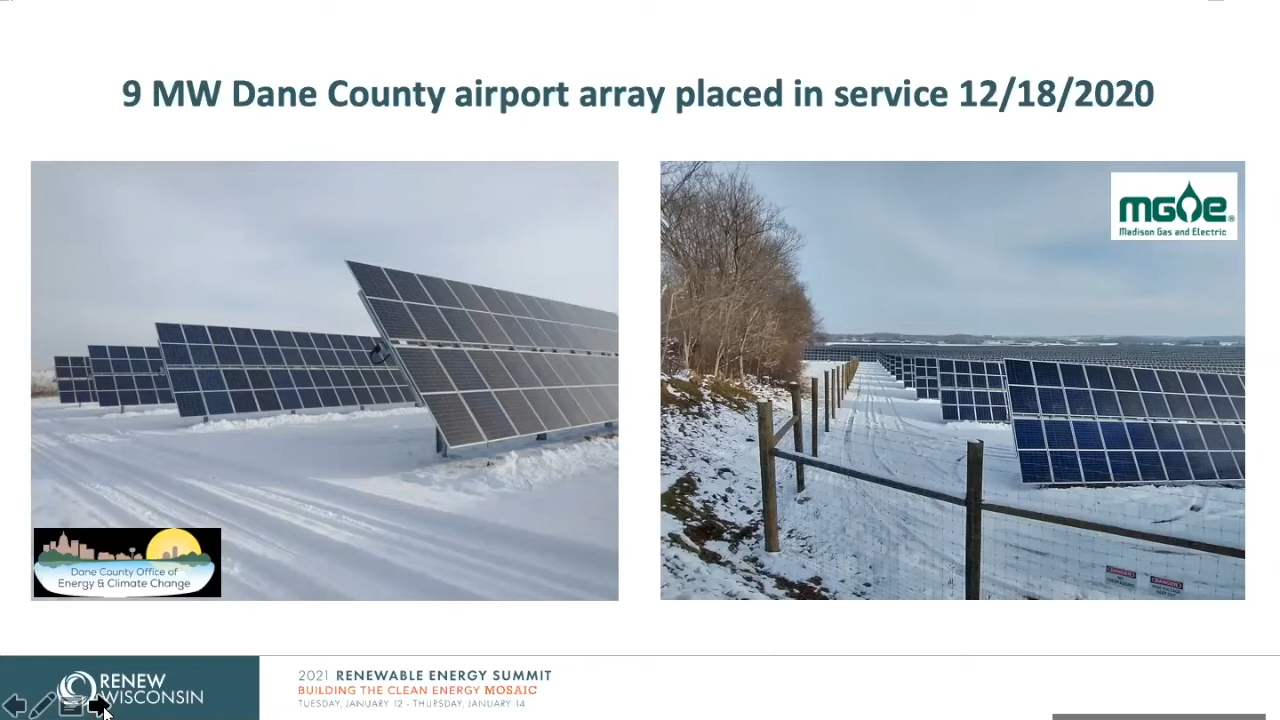 9 MW Dane County airport array placed in service 12/18/2020
mge®
Madison Gas and Electric
Dane County Office of
Energy & Climate Change
DANGER
DANGER
RENEW
WISCONSIN
2021 RENEWABLE ENERGY SUMMIT
BUILDING THE CLEAN ENERGY MOSAIC
TUESDAY, JANUARY 12 - THURSDAY, JANUARY 14